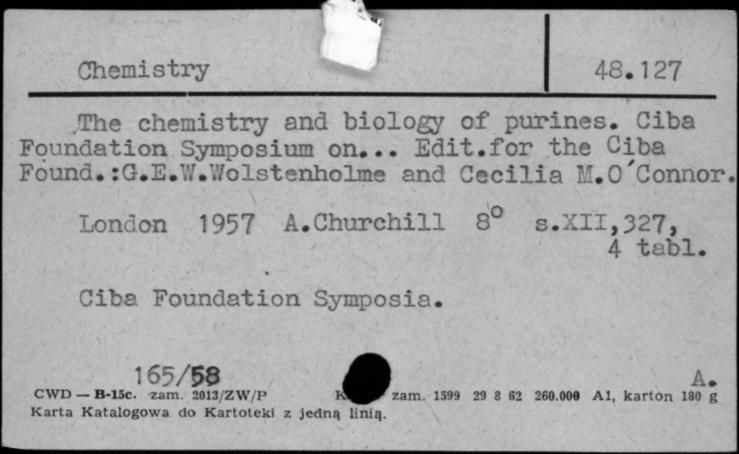 Chemistry 48.127
The chemistry and biology of purines. Ciba
Foundation Symposium on... Edit.for the Ciba
Found.:G.E.W.Wolstenholme and Cecilia M.O'Connor.
London 1957 A.Churchill 8° s.XII,327,
4 tabl.
Ciba Foundation Symposia.
165/58 A.
CWD — B-15c. zam. 2013/ZW/P zam. 1599 29 8 62 260.000 A1, karton 180 g
Karta Katalogowa do Kartoteki z jedną linią.